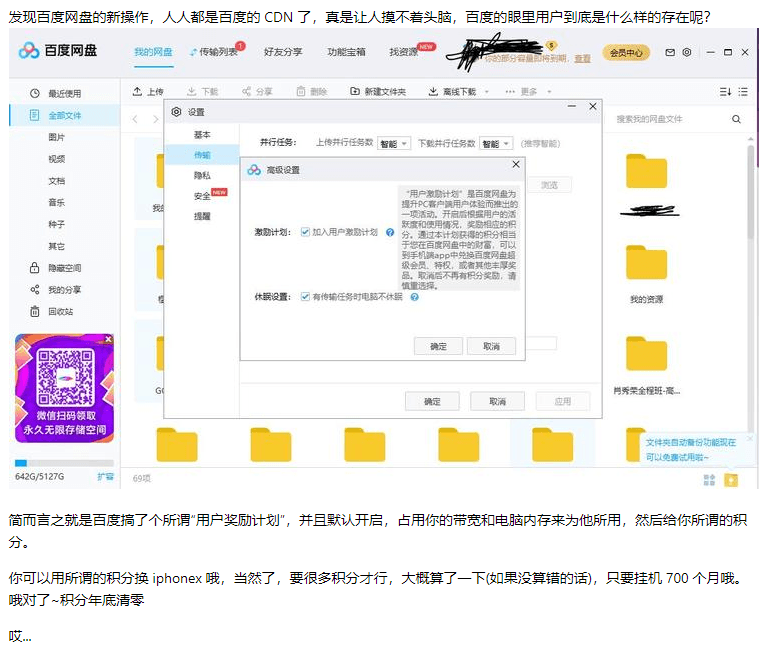 发现百度网盘的新操作，人人都是百度的 CDN 了，真是让人摸不着头脑，百度的眼里用户到底是什么样的存在呢?
百度网盘
我的网盘
传输列表
1
好友分享
功能宝箱
找资源
NEW
S
你的部分容量即将到期，查看
会员中心
最近使用
全部文件
图片
视频
文档
音乐
种子
其它
隐藏空间
我的分享
回收站
微信扫码领取
永久无限存储空间
642G/5127G
扩容
上传
下载
分享
删除
新建文件夹
离线下载
更多
搜索我的网盘文件
设置
基本
传输
隐私
安全
NEW
提醒
并行任务：
上传并行任务数
智能
下载并行任务数
智能
(推荐智能)
浏览
高级设置
激励计划：
加入用户激励计划
“用户激励计划”是百度网盘为
提升PC客户端用户体验而推出的
一项活动。开启后根据用户的活
跃度和使用情况，奖励相应的积
分。通过本计划获得的积分相当
于您在百度网盘中的财富，可以
到手机端app中兑换百度网盘超
级会员、特权，或者其他丰厚奖
品。取消后不再有积分奖励，请
慎重选择。
休眠设置：
有传输任务时电脑不休眠
确定
取消
确定
取消
应用
我的资源
肖秀荣全程班-高...
69项
文件夹自动备份功能现在
可以免费试用啦~
简而言之就是百度搞了个所谓“用户奖励计划”，并且默认开启，占用你的带宽和电脑内存来为他所用，然后给你所谓的积
分。
你可以用所谓的积分换 iphonex 哦，当然了，要很多积分才行，大概算了一下(如果没算错的话)，只要挂机 700 个月哦。
哦对了~积分年底清零
哎...